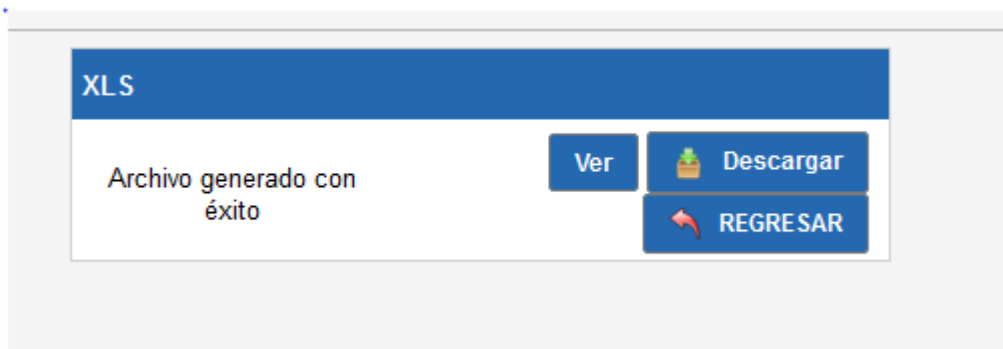 XLS
Archivo generado con
éxito
Ver
Descargar
REGRESAR